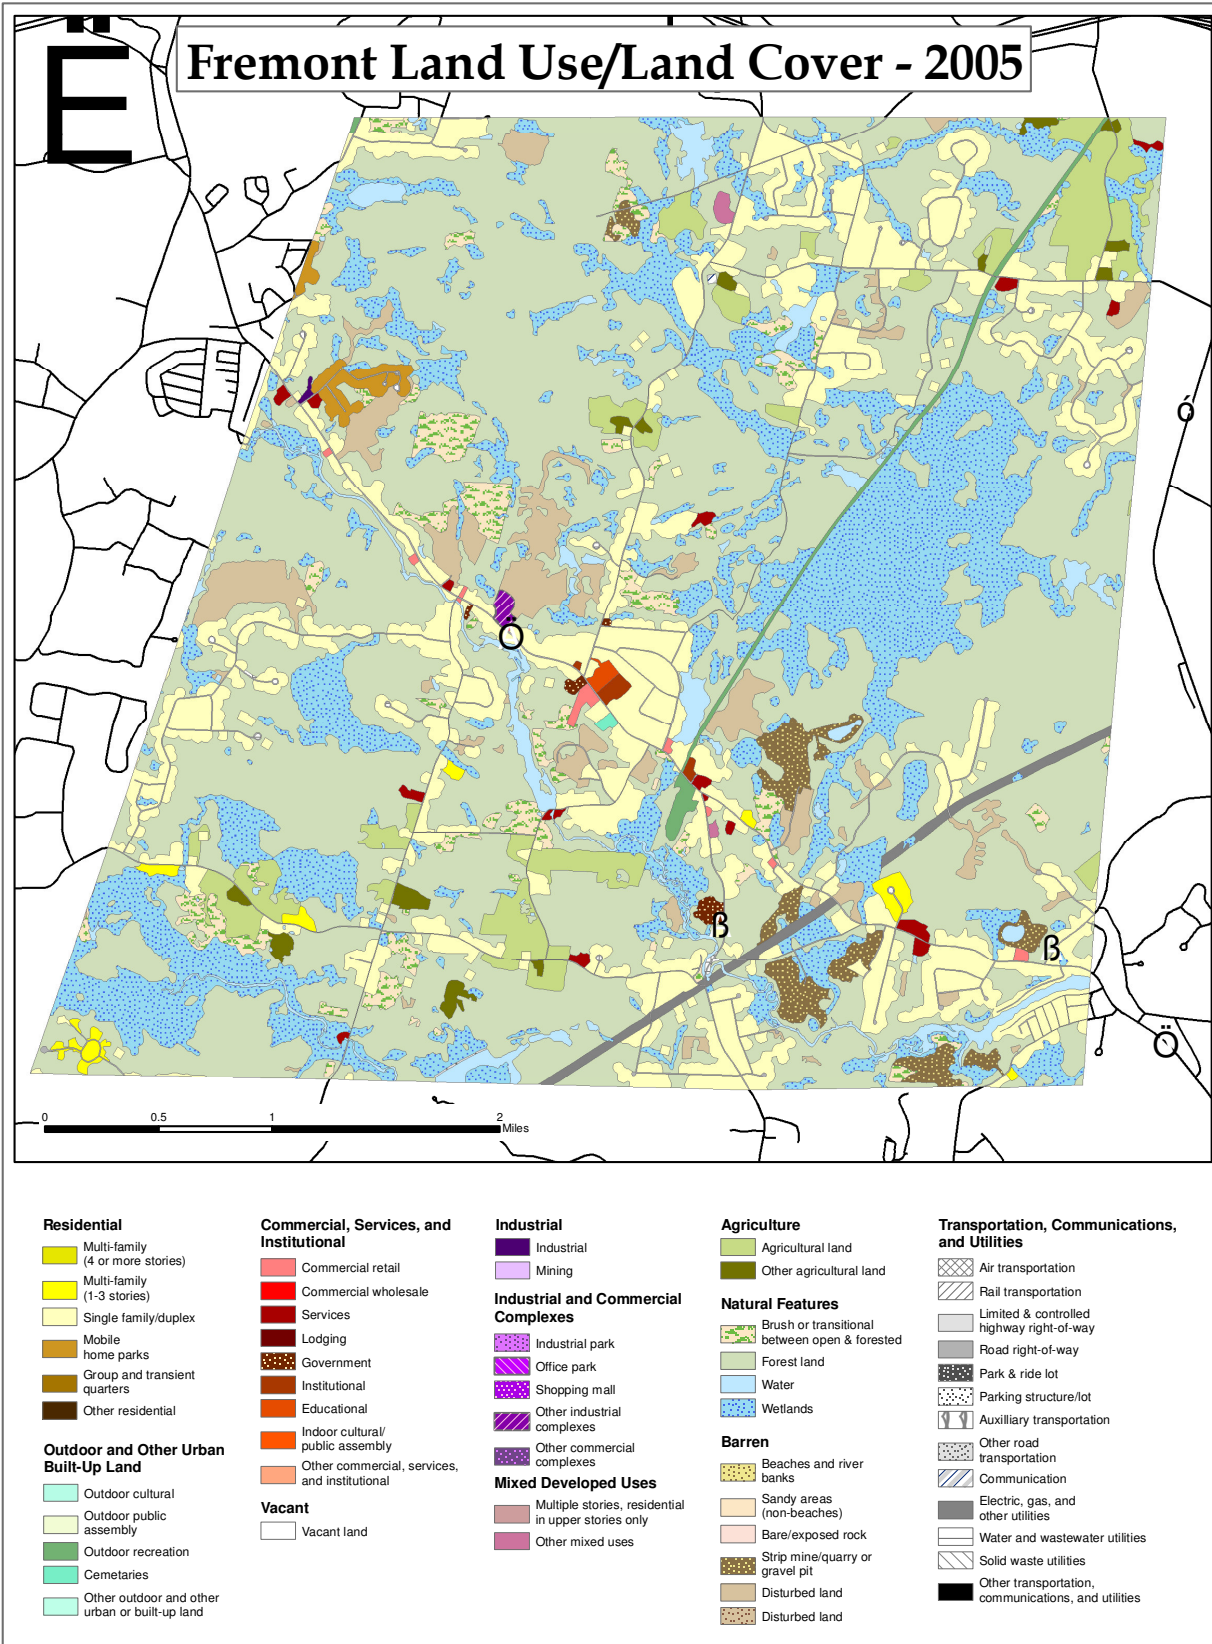 Ë
Fremont Land Use/Land Cover - 2005
ó
Ö
ß
ß
Ö
0 0.5 1 2
Miles
Residential
Multi-family
(4 or more stories)
Multi-family
(1-3 stories)
Single family/duplex
Mobile
home parks
Group and transient
quarters
Other residential
Outdoor and Other Urban
Built-Up Land
Outdoor cultural
Outdoor public
assembly
Outdoor recreation
Cemetaries
Other outdoor and other
urban or built-up land
Commercial, Services, and
Institutional
Commercial retail
Commercial wholesale
Services
Lodging
Government
Institutional
Educational
Indoor cultural/
public assembly
Other commercial, services,
and institutional
Vacant
Vacant land
Industrial
Industrial
Mining
Industrial and Commercial
Complexes
Industrial park
Office park
Shopping mall
Other industrial
complexes
Other commercial
complexes
Mixed Developed Uses
Multiple stories, residential
in upper stories only
Other mixed uses
Agriculture
Agricultural land
Other agricultural land
Natural Features
Brush or transitional
between open & forested
Forest land
Water
Wetlands
Barren
Beaches and river
banks
Sandy areas
(non-beaches)
Bare/exposed rock
Strip mine/quarry or
gravel pit
Disturbed land
Disturbed land
Transportation, Communications,
and Utilities
Air transportation
Rail transportation
Limited & controlled
highway right-of-way
Road right-of-way
Park & ride lot
Parking structure/lot
Auxilliary transportation
Other road
transportation
Communication
Electric, gas, and
other utilities
Water and wastewater utilities
Solid waste utilities
Other transportation,
communications, and utilities